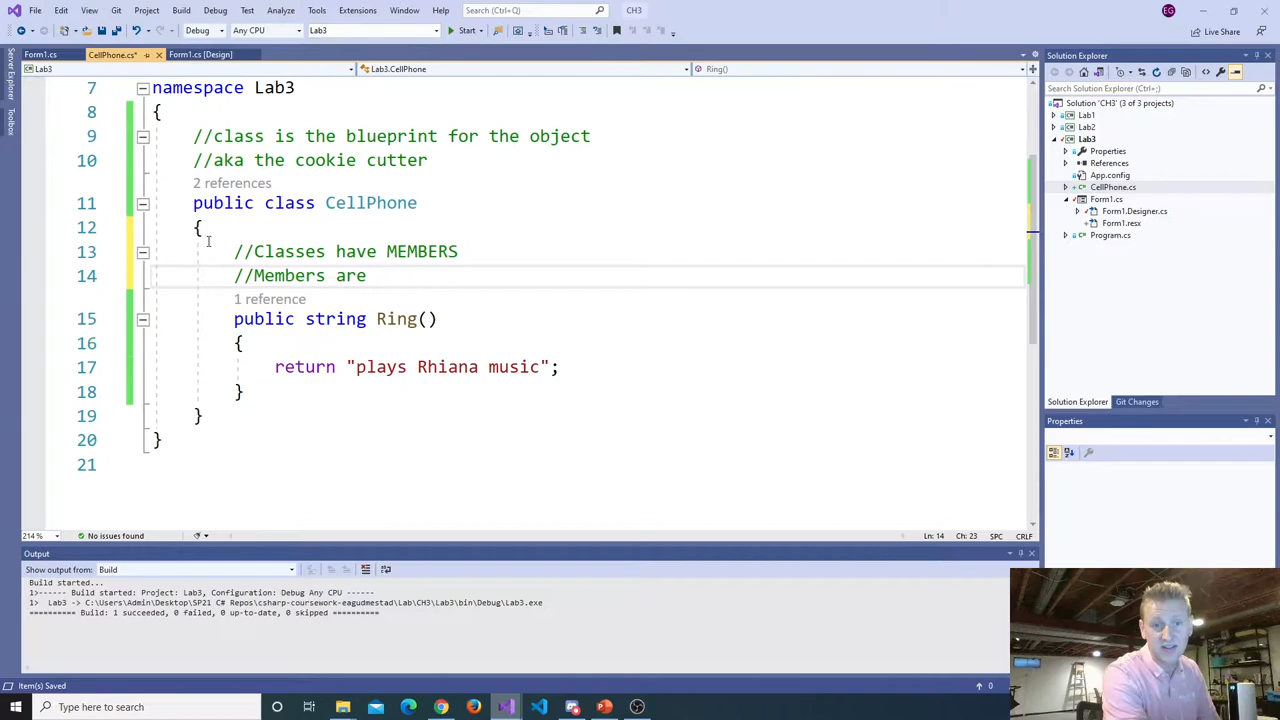 File Edit View Git Project Build Debug Test Analyze Tools Extensions Window Help Search (Ctrl+Q) CH3 EG
Debug Any CPU Lab3 Start Live Share
Form1.cs CellPhone.cs* Form1.cs [Design]
Lab3 Lab3.CellPhone Ring()
Server Explorer
Toolbox
7 namespace Lab3
8 {
9 //class is the blueprint for the object
10 //aka the cookie cutter
2 references
11 public class CellPhone
12 {
13 //Classes have MEMBERS
14 //Members are
1 reference
15 public string Ring()
16 {
17 return "plays Rhiana music";
18 }
19 }
20 }
21
214 % No issues found Ln: 14 Ch: 23 SPC CRLF
Output
Show output from: Build
Build started...
1>------ Build started: Project: Lab3, Configuration: Debug Any CPU ------
1> Lab3 -> C:\Users\Admin\Desktop\SP21 C# Repos\csharp-coursework-eagudmestad\Lab\CH3\Lab3\bin\Debug\Lab3.exe
========== Build: 1 succeeded, 0 failed, 0 up-to-date, 0 skipped ==========
Solution Explorer
Search Solution Explorer (Ctrl+;)
Solution 'CH3' (3 of 3 projects)
Lab1
Lab2
Lab3
Properties
References
App.config
CellPhone.cs
Form1.cs
Form1.Designer.cs
Form1.resx
Program.cs
Solution Explorer Git Changes
Properties
Item(s) Saved 0
Type here to search